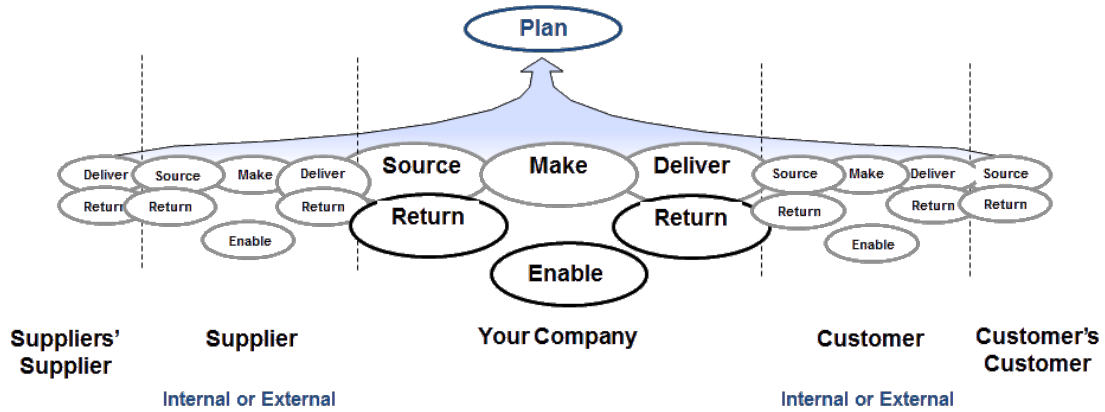 Plan
Deliver Source Make Deliver Source Make Deliver Source Make Deliver Source
Return Return Return Return Return Return Return Return
Enable Enable Enable
Suppliers' Supplier Your Company Customer Customer's
Supplier Customer
Internal or External Internal or External